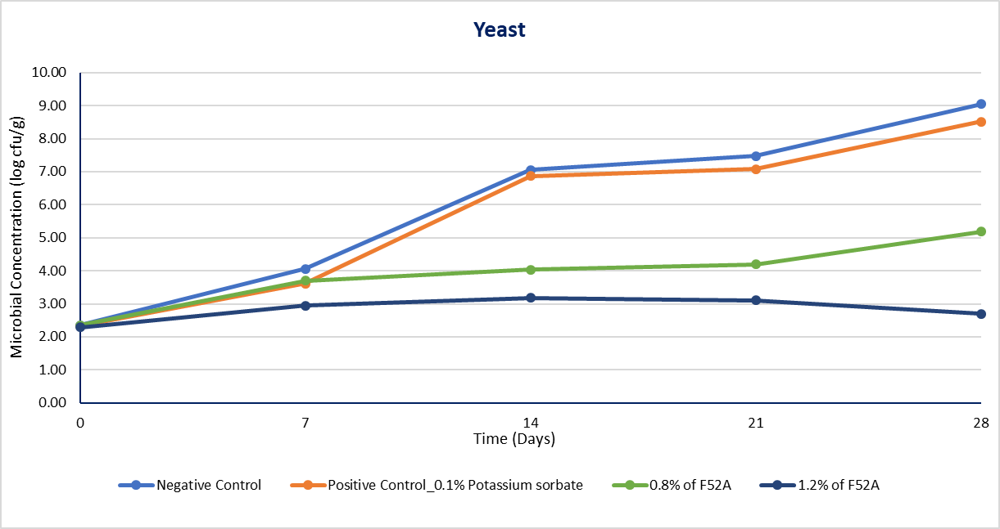 Yeast
Microbial Concentration (log cfu/g)
10.00
9.00
8.00
7.00
6.00
5.00
4.00
3.00
2.00
1.00
0.00
0 7 14 21 28
Time (Days)
Negative Control Positive Control_0.1% Potassium sorbate 0.8% of F52A 1.2% of F52A